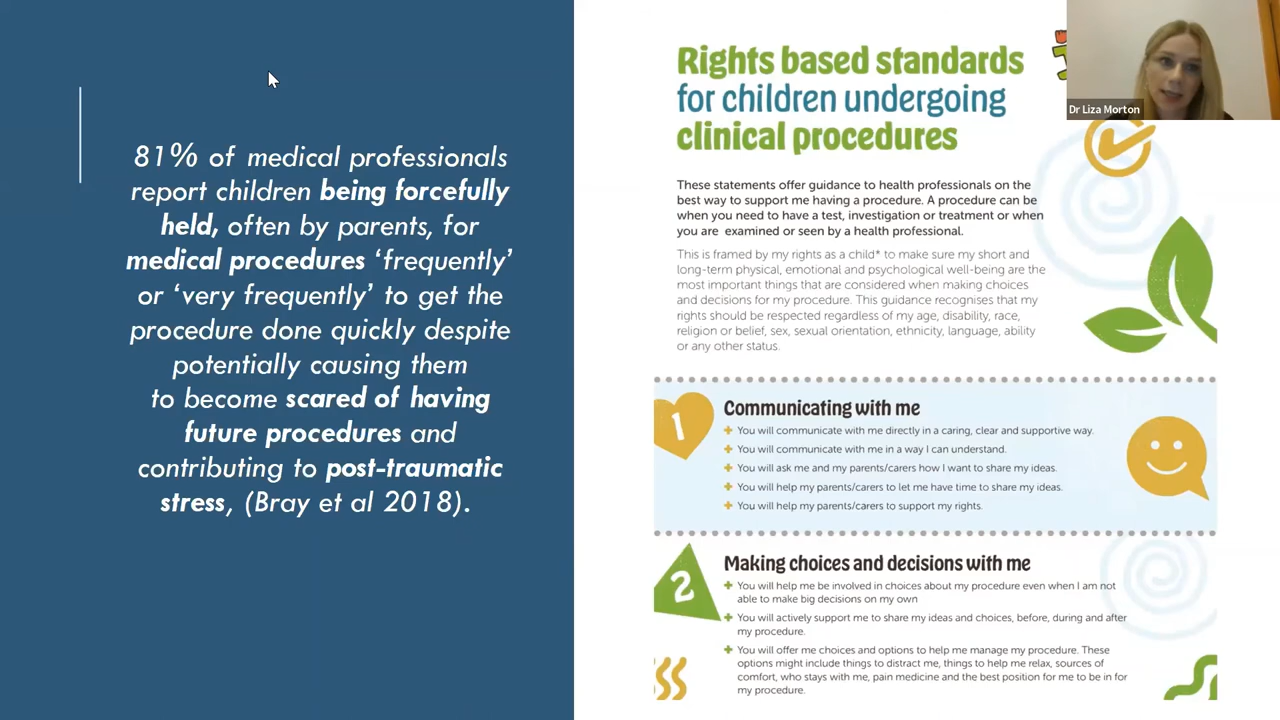 81% of medical professionals
report children being forcefully
held, often by parents, for
medical procedures ‘frequently’
or ‘very frequently’ to get the
procedure done quickly despite
potentially causing them
to become scared of having
future procedures and
contributing to post-traumatic
stress, (Bray et al 2018).
Rights based standards
for children undergoing
clinical procedures
These statements offer guidance to health professionals on the
best way to support me having a procedure. A procedure can be
when you need to have a test, investigation or treatment or when
you are examined or seen by a health professional.
This is framed by my rights as a child* to make sure my short and
long-term physical, emotional and psychological well-being are the
most important things that are considered when making choices
and decisions for my procedure. This guidance recognises that my
rights should be respected regardless of my age, disability, race,
religion or belief, sex, sexual orientation, ethnicity, language, ability
or any other status.
1
Communicating with me
You will communicate with me directly in a caring, clear and supportive way.
You will communicate with me in a way I can understand.
You will ask me and my parents/carers how I want to share my ideas.
You will help my parents/carers to let me have time to share my ideas.
You will help my parents/carers to support my rights.
2
Making choices and decisions with me
You will help me be involved in choices about my procedure even when I am not
able to make big decisions on my own
You will actively support me to share my ideas and choices, before, during and after
my procedure.
You will offer me choices and options to help me manage my procedure. These
options might include things to distract me, things to help me relax, sources of
comfort, who stays with me, pain medicine and the best position for me to be in for
my procedure.
Dr Liza Morton